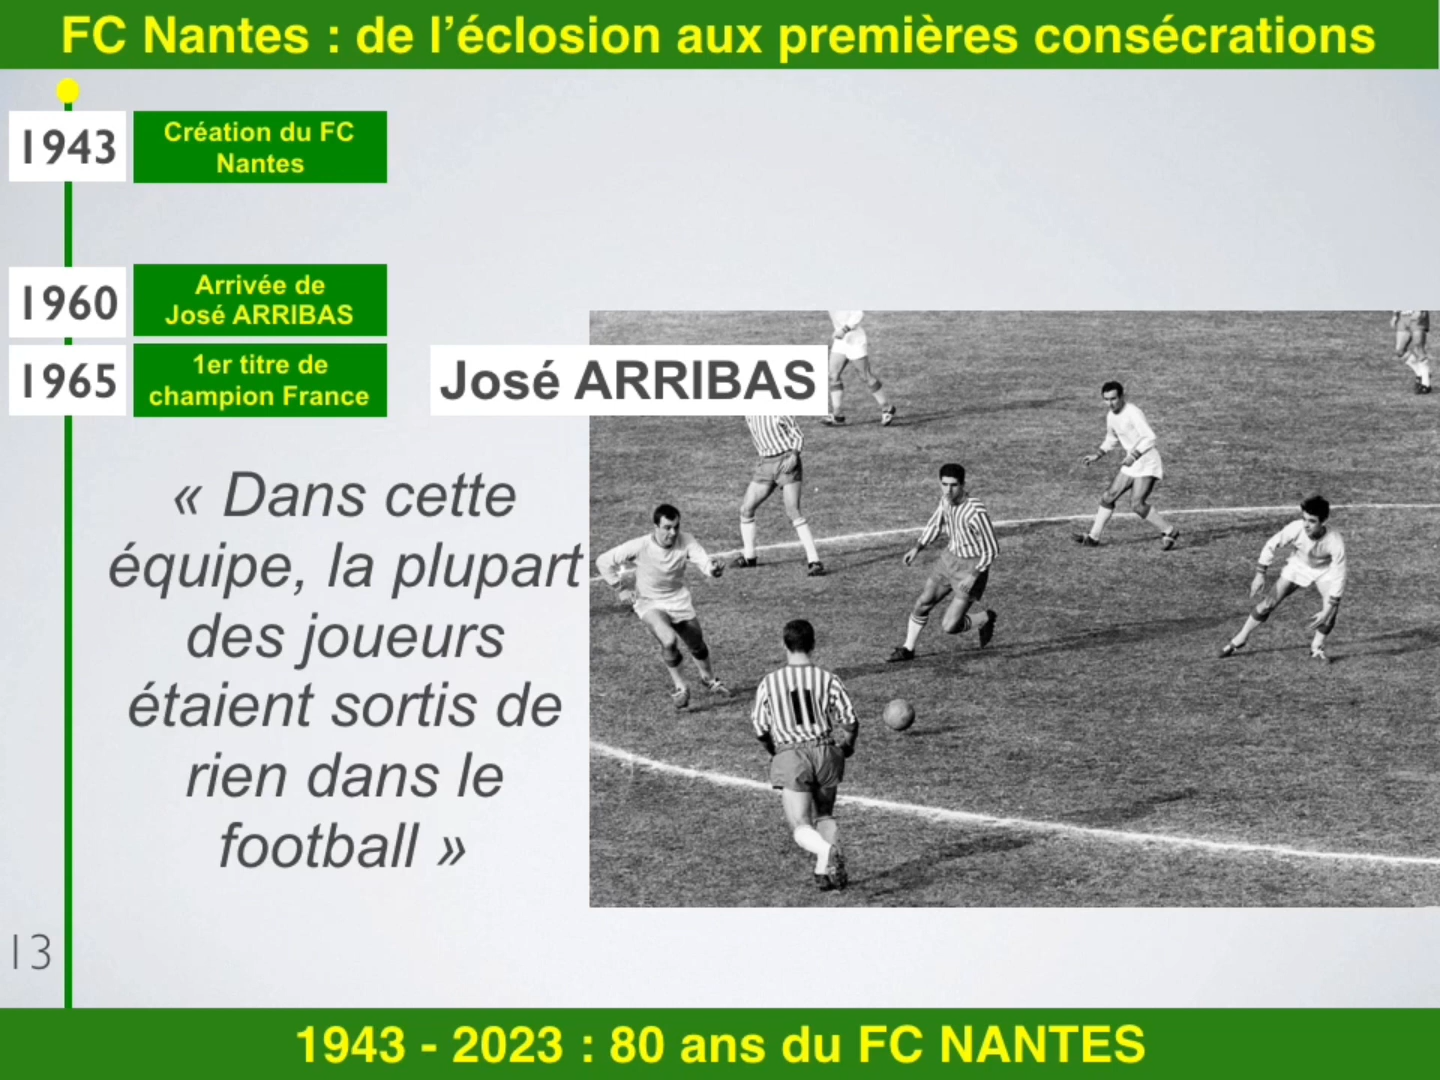 FC Nantes : de l’éclosion aux premières consécrations
1943
Création du FC
Nantes
1960
Arrivée de
José ARRIBAS
1965
1er titre de
champion France
José ARRIBAS
« Dans cette
équipe, la plupart
des joueurs
étaient sortis de
rien dans le
football »
11
13
1943 - 2023 : 80 ans du FC NANTES